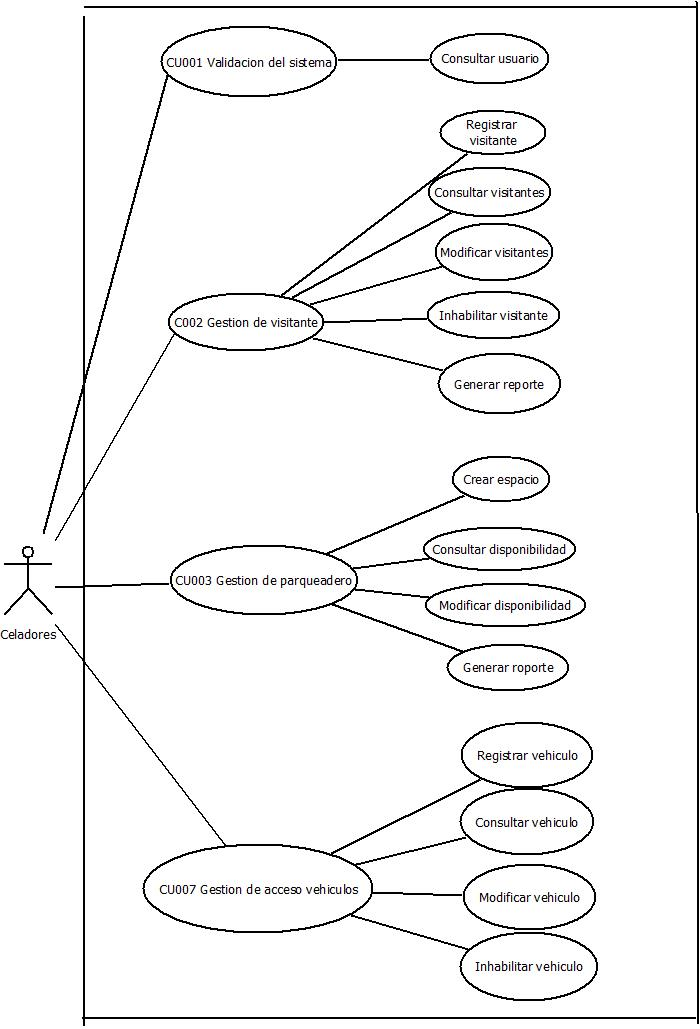 CU001 Validacion del sistema
Consultar usuario
Registrar
visitante
Consultar visitantes
Modificar visitantes
C002 Gestion de visitante
Inhabilitar visitante
Generar reporte
Crear espacio
Consultar disponibilidad
CU003 Gestion de parqueadero
Modificar disponibilidad
Celadores
Generar roporte
Registrar vehiculo
Consultar vehiculo
CU007 Gestion de acceso vehiculos
Modificar vehiculo
Inhabilitar vehiculo